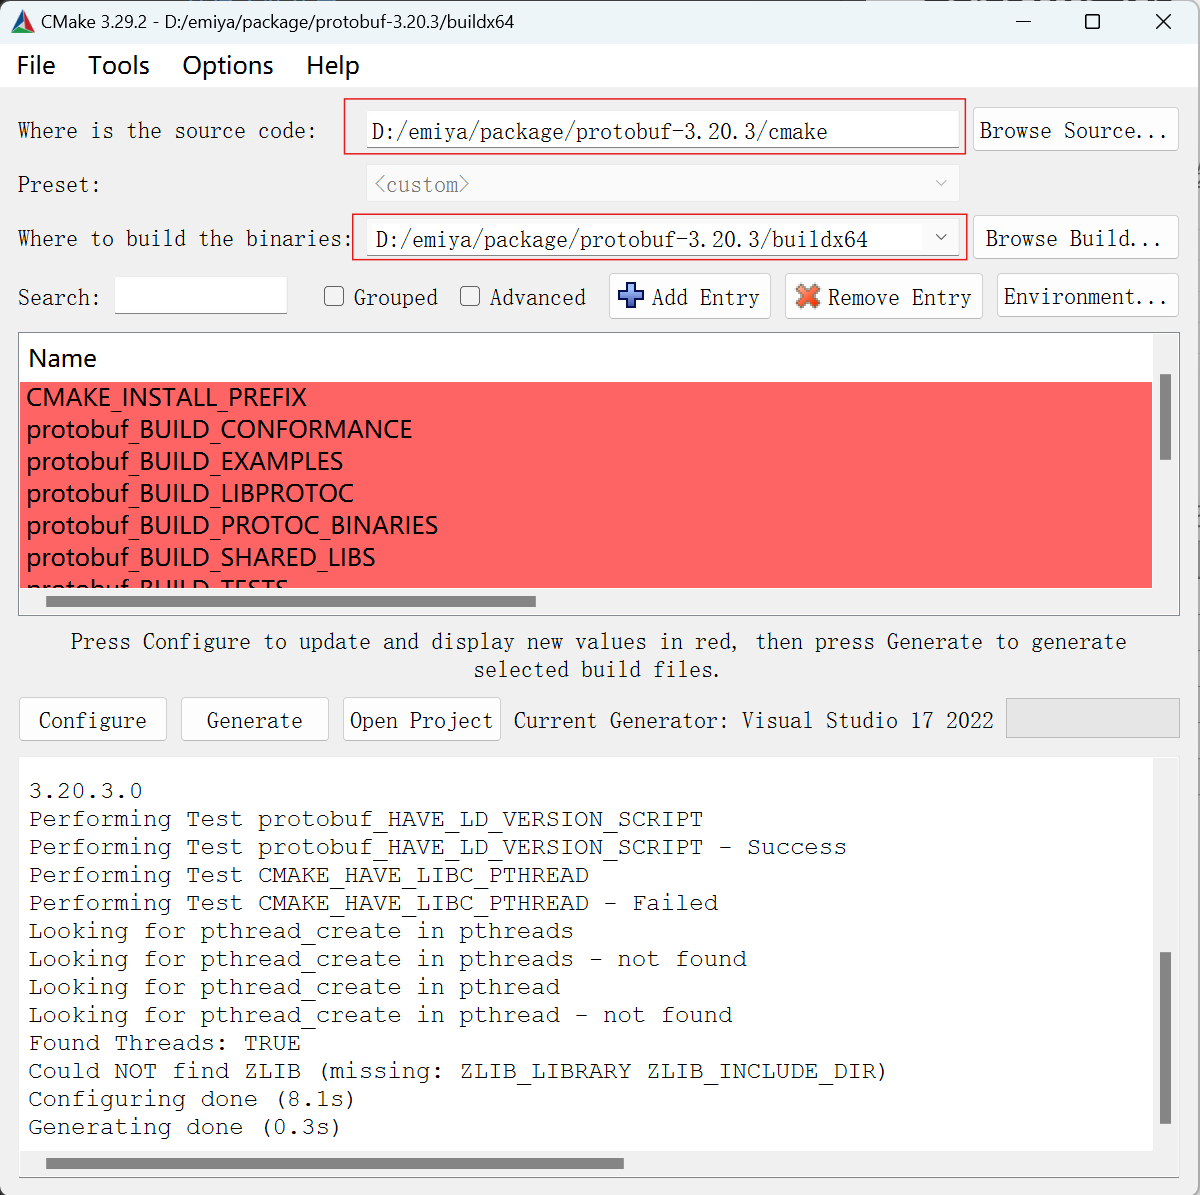 CMake 3.29.2 - D:/emiya/package/protobuf-3.20.3/buildx64
File Tools Options Help
Where is the source code: D:/emiya/package/protobuf-3.20.3/cmake Browse Source...
Preset: <custom>
Where to build the binaries: D:/emiya/package/protobuf-3.20.3/buildx64 Browse Build...
Search: Grouped Advanced Add Entry Remove Entry Environment...
Name
CMAKE_INSTALL_PREFIX
protobuf_BUILD_CONFORMANCE
protobuf_BUILD_EXAMPLES
protobuf_BUILD_LIBPROTOC
protobuf_BUILD_PROTOC_BINARIES
protobuf_BUILD_SHARED_LIBS
protobuf_BUILD_TESTS
Press Configure to update and display new values in red, then press Generate to generate
selected build files.
Configure Generate Open Project Current Generator: Visual Studio 17 2022
3.20.3.0
Performing Test protobuf_HAVE_LD_VERSION_SCRIPT
Performing Test protobuf_HAVE_LD_VERSION_SCRIPT - Success
Performing Test CMAKE_HAVE_LIBC_PTHREAD
Performing Test CMAKE_HAVE_LIBC_PTHREAD - Failed
Looking for pthread_create in pthreads
Looking for pthread_create in pthreads - not found
Looking for pthread_create in pthread
Looking for pthread_create in pthread - not found
Found Threads: TRUE
Could NOT find ZLIB (missing: ZLIB_LIBRARY ZLIB_INCLUDE_DIR)
Configuring done (8.1s)
Generating done (0.3s)